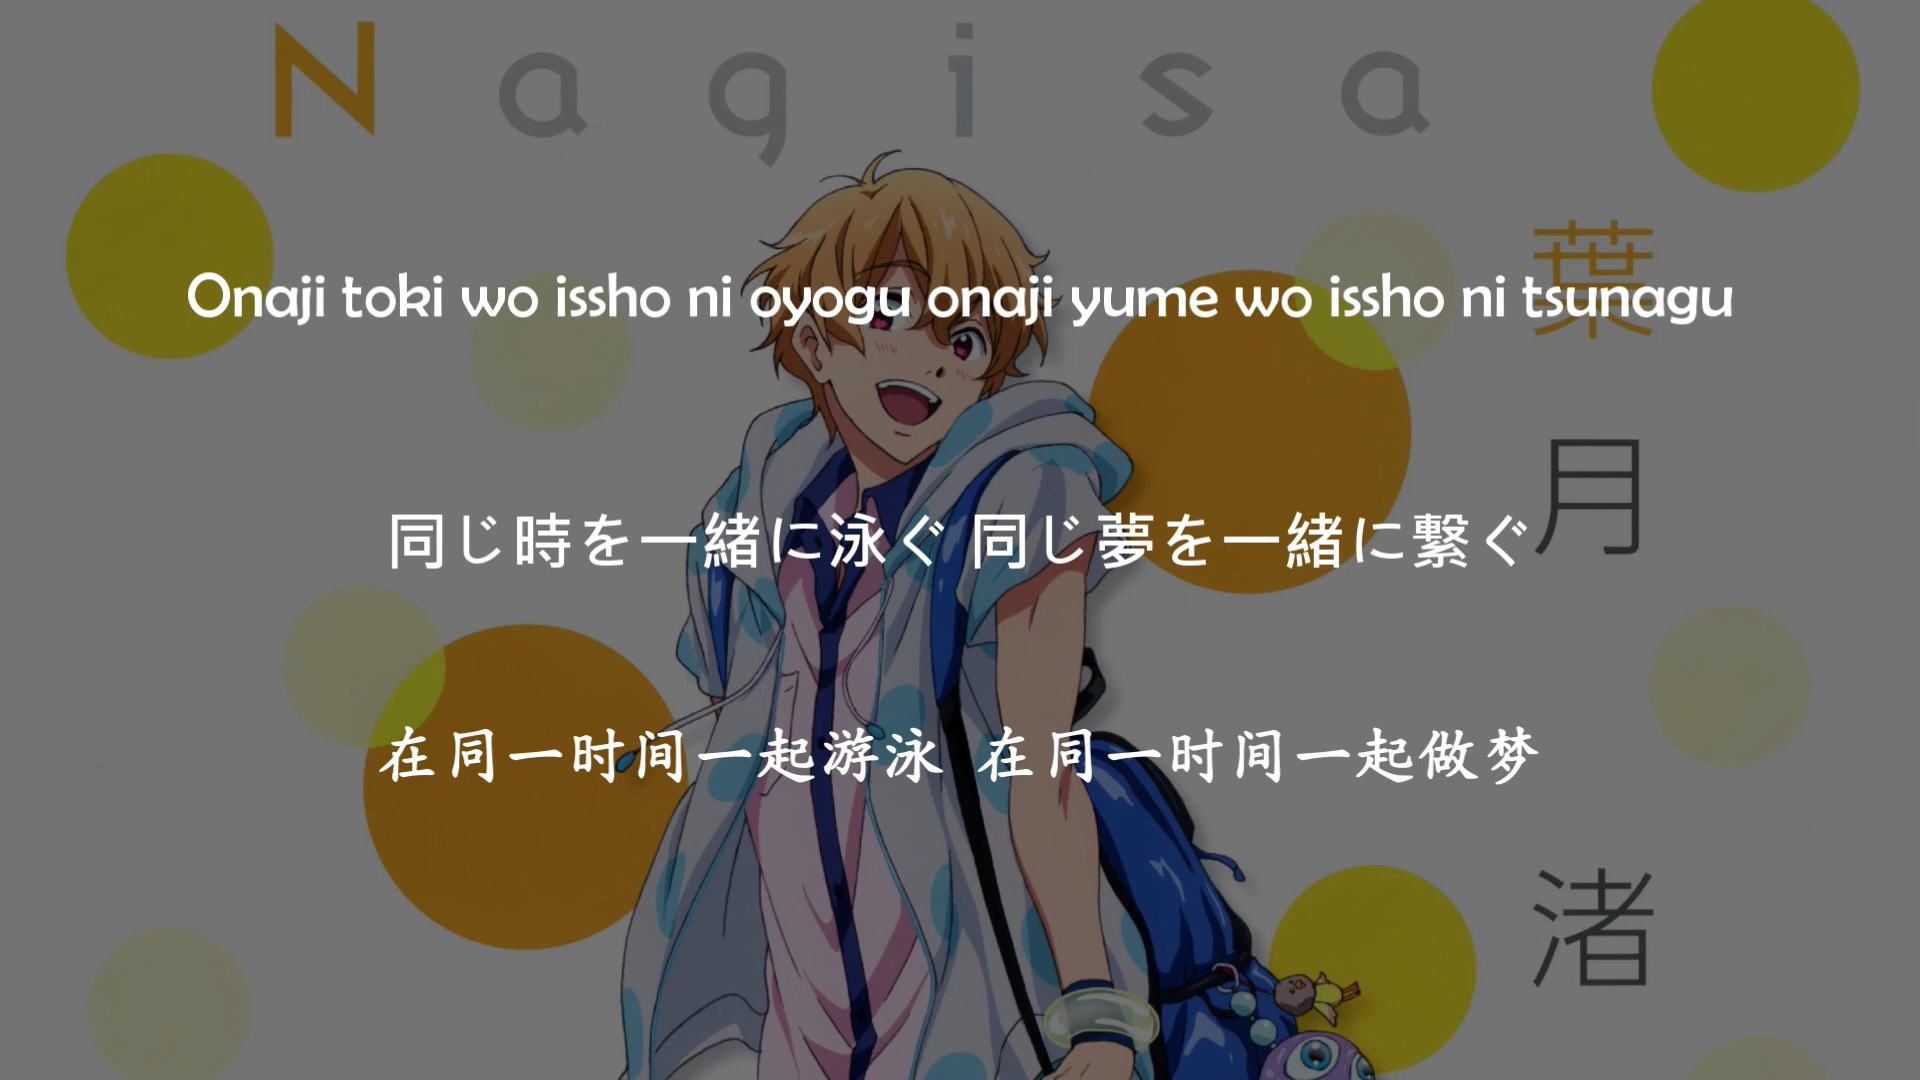 Nagisa
Onaji toki wo issho ni oyogu onaji yume wo issho ni tsunagu
同じ時を一緒に泳ぐ 同じ夢を一緒に繋ぐ
在同一时间一起游泳 在同一时间一起做梦
葉月渚